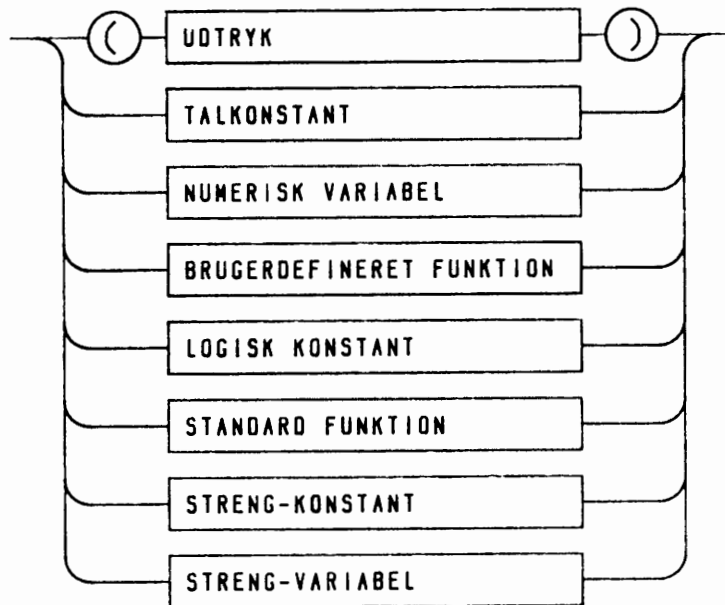 ( UDTRYK )
TALKONSTANT
NUMERISK VARIABEL
BRUGERDEFINERET FUNKTION
LOGISK KONSTANT
STANDARD FUNKTION
STRENG-KONSTANT
STRENG-VARIABEL